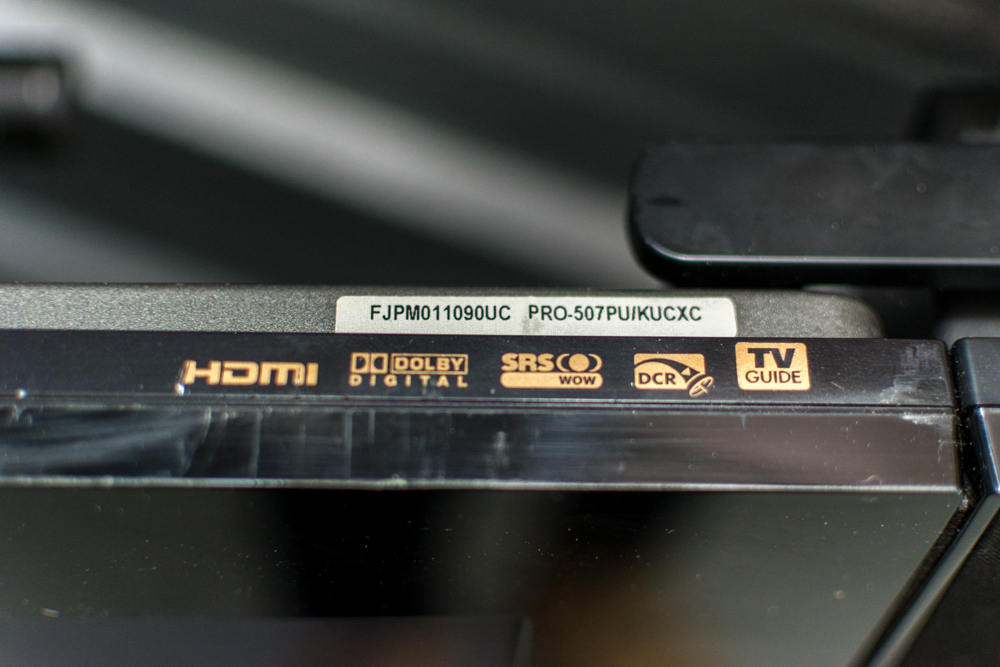 FJPM011090UC PRO-507PU/KUCXC
HDMI
DOLBY
DIGITAL
SRS
WOW
DCR
TV
GUIDE